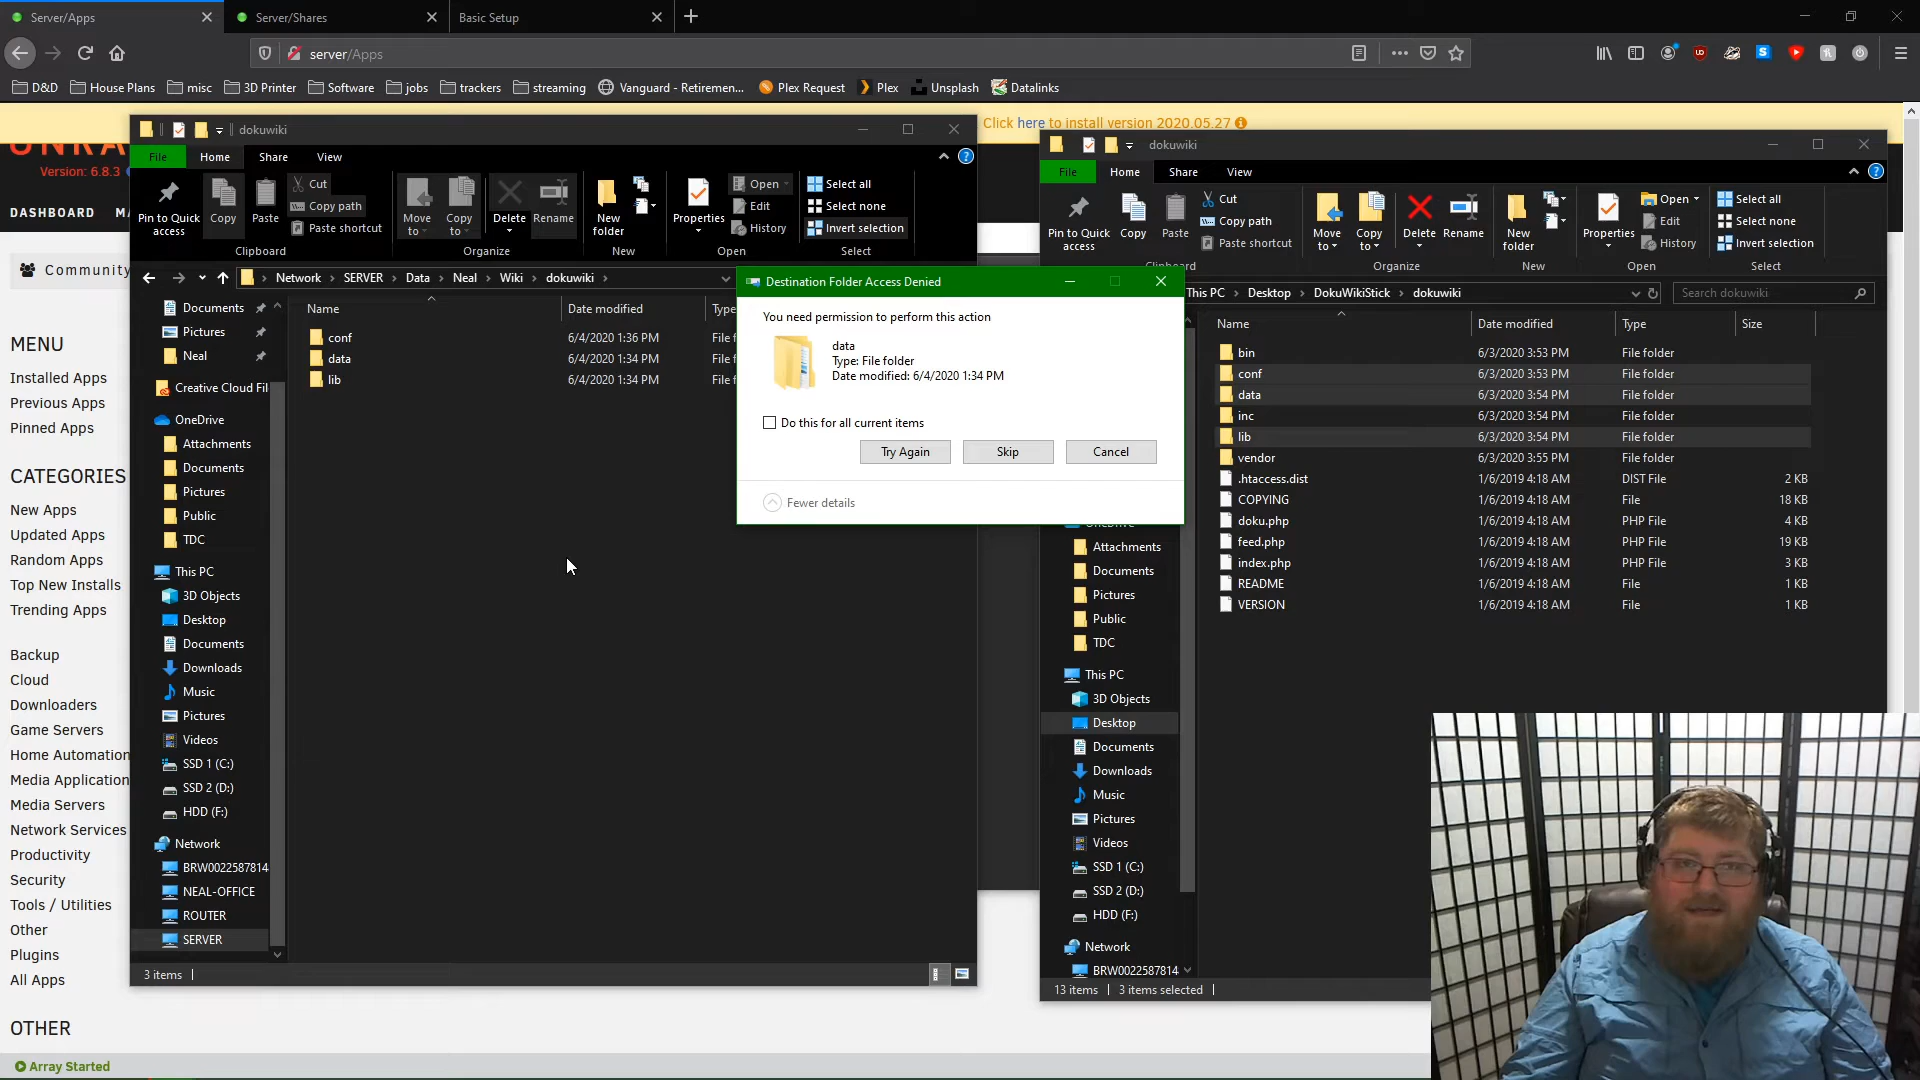 Server/Apps
Server/Shares
Basic Setup
server/Apps
D&D
House Plans
misc
3D Printer
Software
jobs
trackers
streaming
Vanguard - Retiremen...
Plex Request
Plex
Unsplash
Datalinks
Click here to install version 2020.05.27
Version: 6.8.3
DASHBOARD
Community
MENU
Installed Apps
Previous Apps
Pinned Apps
CATEGORIES
New Apps
Updated Apps
Random Apps
Top New Installs
Trending Apps
Backup
Cloud
Downloaders
Game Servers
Home Automation
Media Application
Media Servers
Network Services
Productivity
Security
Tools / Utilities
Other
Plugins
All Apps
OTHER
Array Started
dokuwiki
File
Home
Share
View
Pin to Quick access
Copy
Paste
Cut
Copy path
Paste shortcut
Clipboard
Move to
Copy to
Delete
Rename
Organize
New folder
New
Properties
Open
Edit
History
Open
Select all
Select none
Invert selection
Select
Network > SERVER > Data > Neal > Wiki > dokuwiki >
Name
Date modified
Type
conf 6/4/2020 1:36 PM File f
data 6/4/2020 1:34 PM File f
lib 6/4/2020 1:34 PM File f
Documents
Pictures
Neal
Creative Cloud Fil
OneDrive
Attachments
Documents
Pictures
Public
TDC
This PC
3D Objects
Desktop
Documents
Downloads
Music
Pictures
Videos
SSD 1 (C:)
SSD 2 (D:)
HDD (F:)
Network
BRW0022587814
NEAL-OFFICE
ROUTER
SERVER
3 items
Destination Folder Access Denied
You need permission to perform this action
data
Type: File folder
Date modified: 6/4/2020 1:34 PM
Do this for all current items
Try Again
Skip
Cancel
Fewer details
dokuwiki
File
Home
Share
View
Pin to Quick access
Copy
Paste
Cut
Copy path
Paste shortcut
Clipboard
Move to
Copy to
Delete
Rename
Organize
New folder
New
Properties
Open
Edit
History
Open
Select all
Select none
Invert selection
Select
This PC > Desktop > DokuWikiStick > dokuwiki
Search dokuwiki
Name
Date modified
Type
Size
bin 6/3/2020 3:53 PM File folder
conf 6/3/2020 3:53 PM File folder
data 6/3/2020 3:54 PM File folder
inc 6/3/2020 3:54 PM File folder
lib 6/3/2020 3:54 PM File folder
vendor 6/3/2020 3:55 PM File folder
.htaccess.dist 1/6/2019 4:18 AM DIST File 2 KB
COPYING 1/6/2019 4:18 AM File 18 KB
doku.php 1/6/2019 4:18 AM PHP File 4 KB
feed.php 1/6/2019 4:18 AM PHP File 19 KB
index.php 1/6/2019 4:18 AM PHP File 3 KB
README 1/6/2019 4:18 AM File 1 KB
VERSION 1/6/2019 4:18 AM File 1 KB
OneDrive
Attachments
Documents
Pictures
Public
TDC
This PC
3D Objects
Desktop
Documents
Downloads
Music
Pictures
Videos
SSD 1 (C:)
SSD 2 (D:)
HDD (F:)
Network
BRW0022587814
13 items
3 items selected